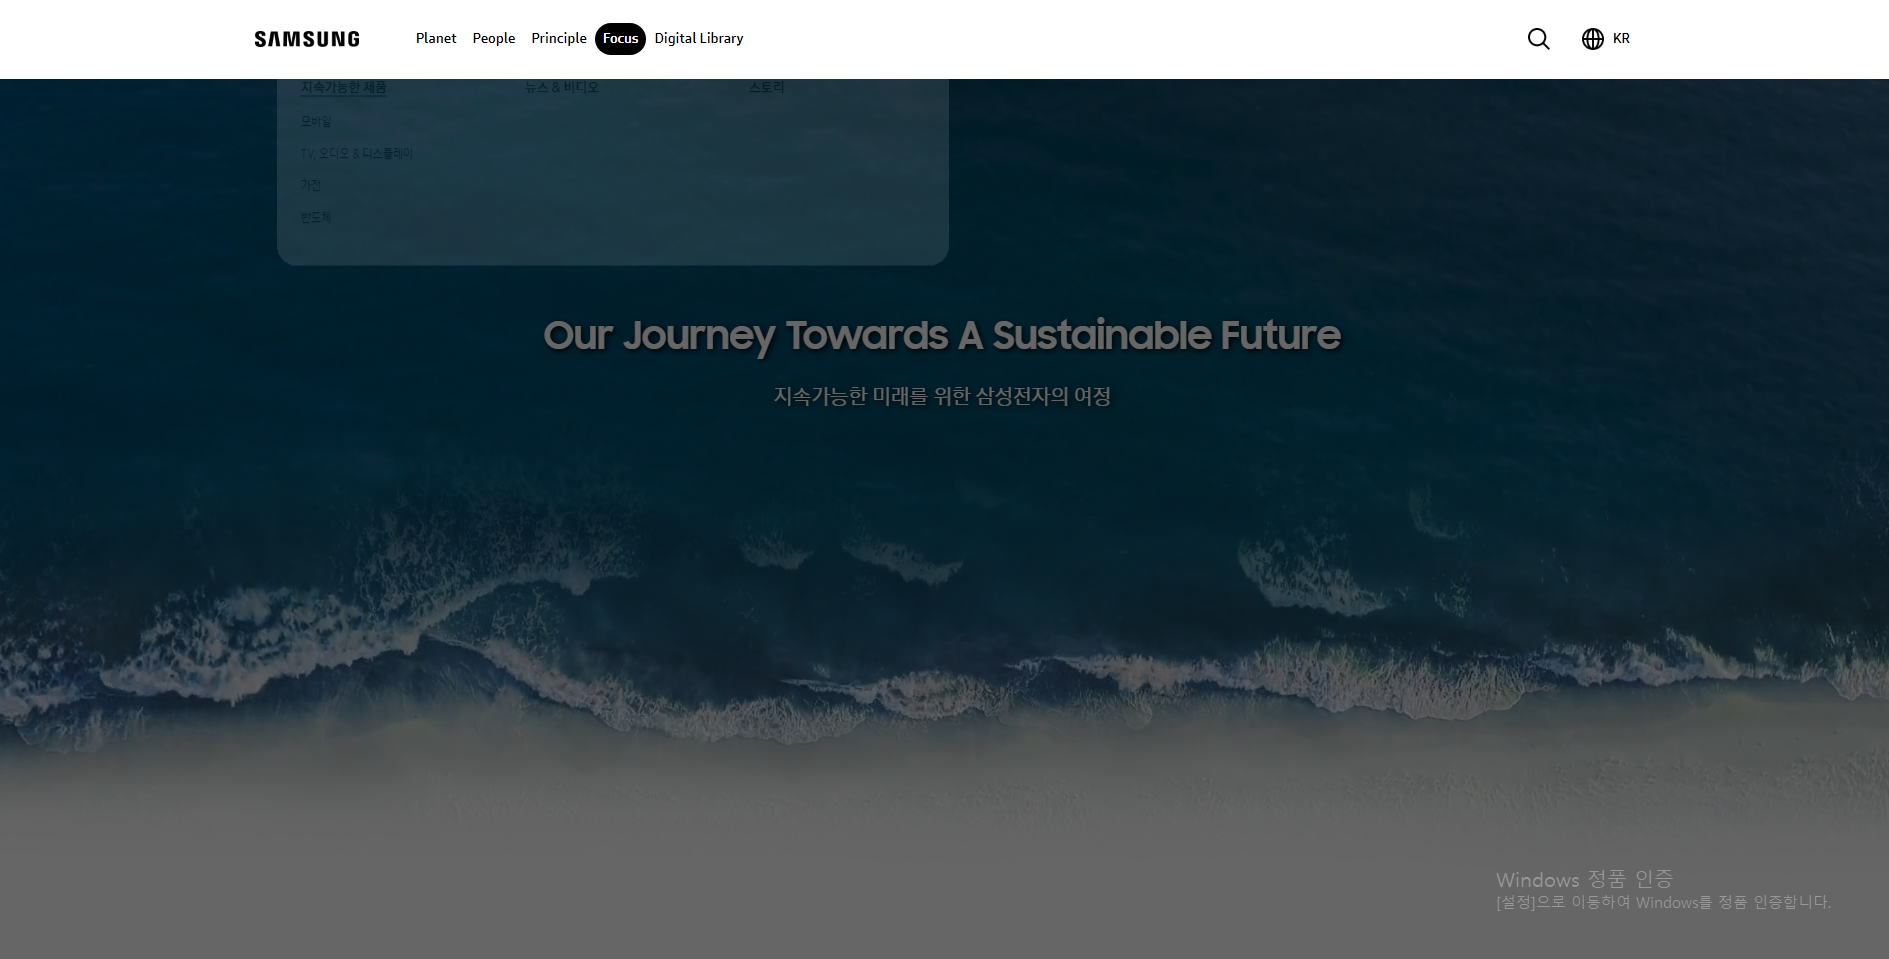 SAMSUNG
Planet
People
Principle
Focus
Digital Library
KR
지속가능한 제품
뉴스 & 비디오
스토리
모바일
TV, 오디오 & 디스플레이
가전
반도체
Our Journey Towards A Sustainable Future
지속가능한 미래를 위한 삼성전자의 여정
Windows 정품 인증
[설정]으로 이동하여 Windows를 정품 인증합니다.